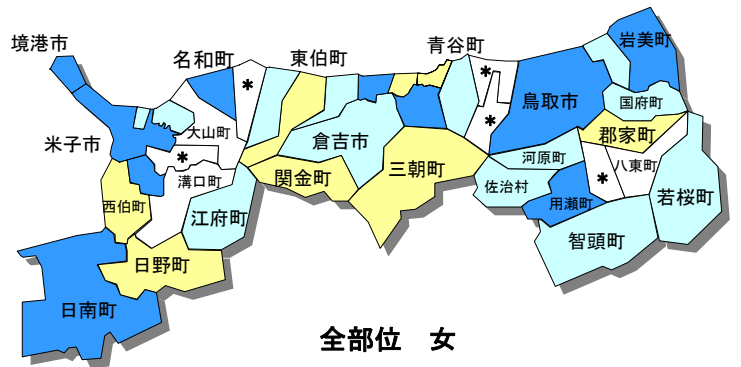 境港市
名和町
東伯町
青谷町
岩美町
＊
＊
鳥取市
国府町
米子市
大山町
＊
倉吉市
＊
郡家町
溝口町
関金町
三朝町
河原町
八東町
＊
西伯町
江府町
佐治村
用瀬町
若桜町
日野町
智頭町
日南町
全部位　女